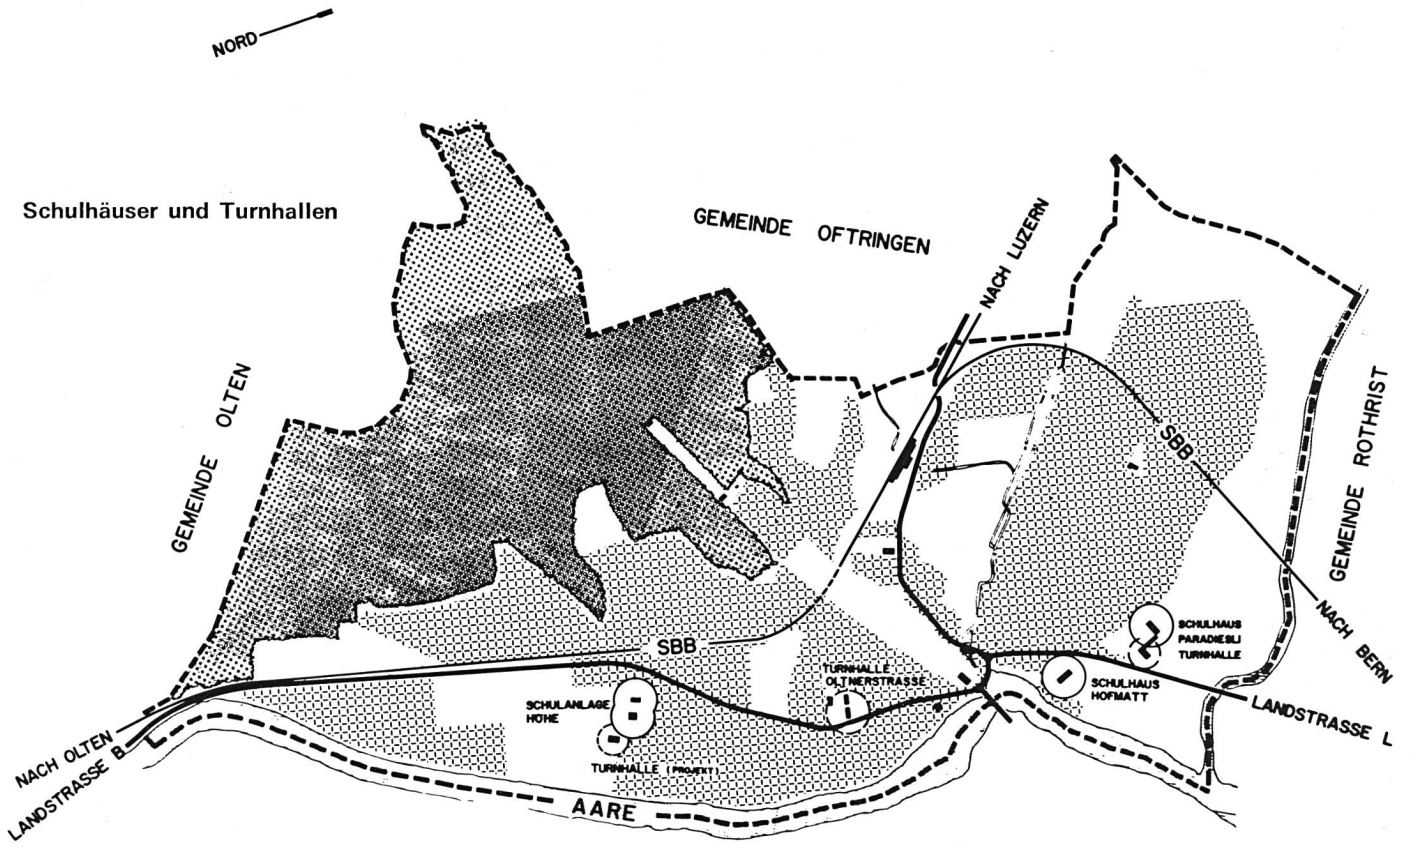 NORD
Schulhäuser und Turnhallen
GEMEINDE OFTRINGEN
NACH LUZERN
GEMEINDE OLTEN
GEMEINDE ROTHRIST
SBB
NACH BERN
SBB
SCHULHAUS
PARADIESLI
TURNHALLE
TURNHALLE
OLTNERSTRASSE
SCHULHAUS
HOFMATT
SCHULANLAGE
HÖHE
TURNHALLE (PROJEKT)
LANDSTRASSE L
NACH OLTEN
LANDSTRASSE B
AARE